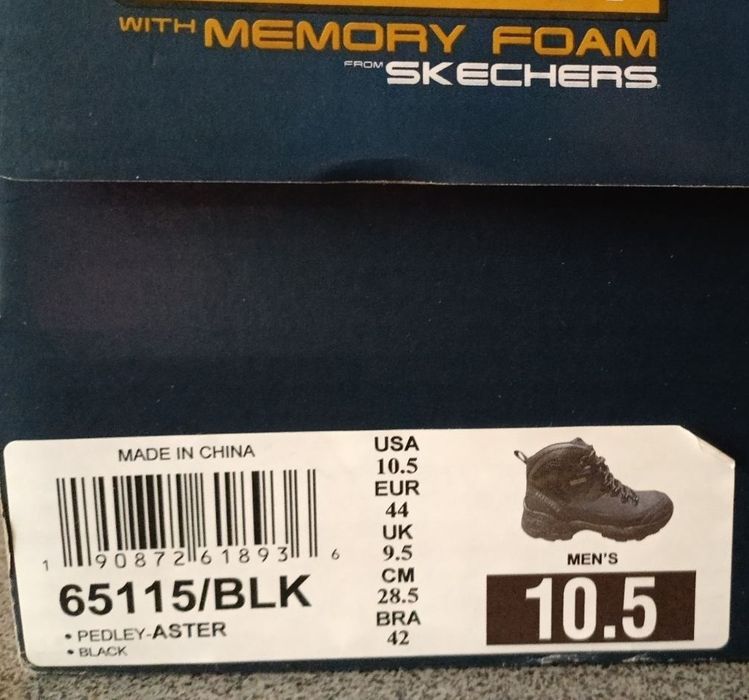 WITH MEMORY FOAM
FROM SKECHERS
MADE IN CHINA
1 90872 61893 6
65115/BLK
• PEDLEY-ASTER
• BLACK
USA
10.5
EUR
44
UK
9.5
CM
28.5
BRA
42
MEN'S
10.5